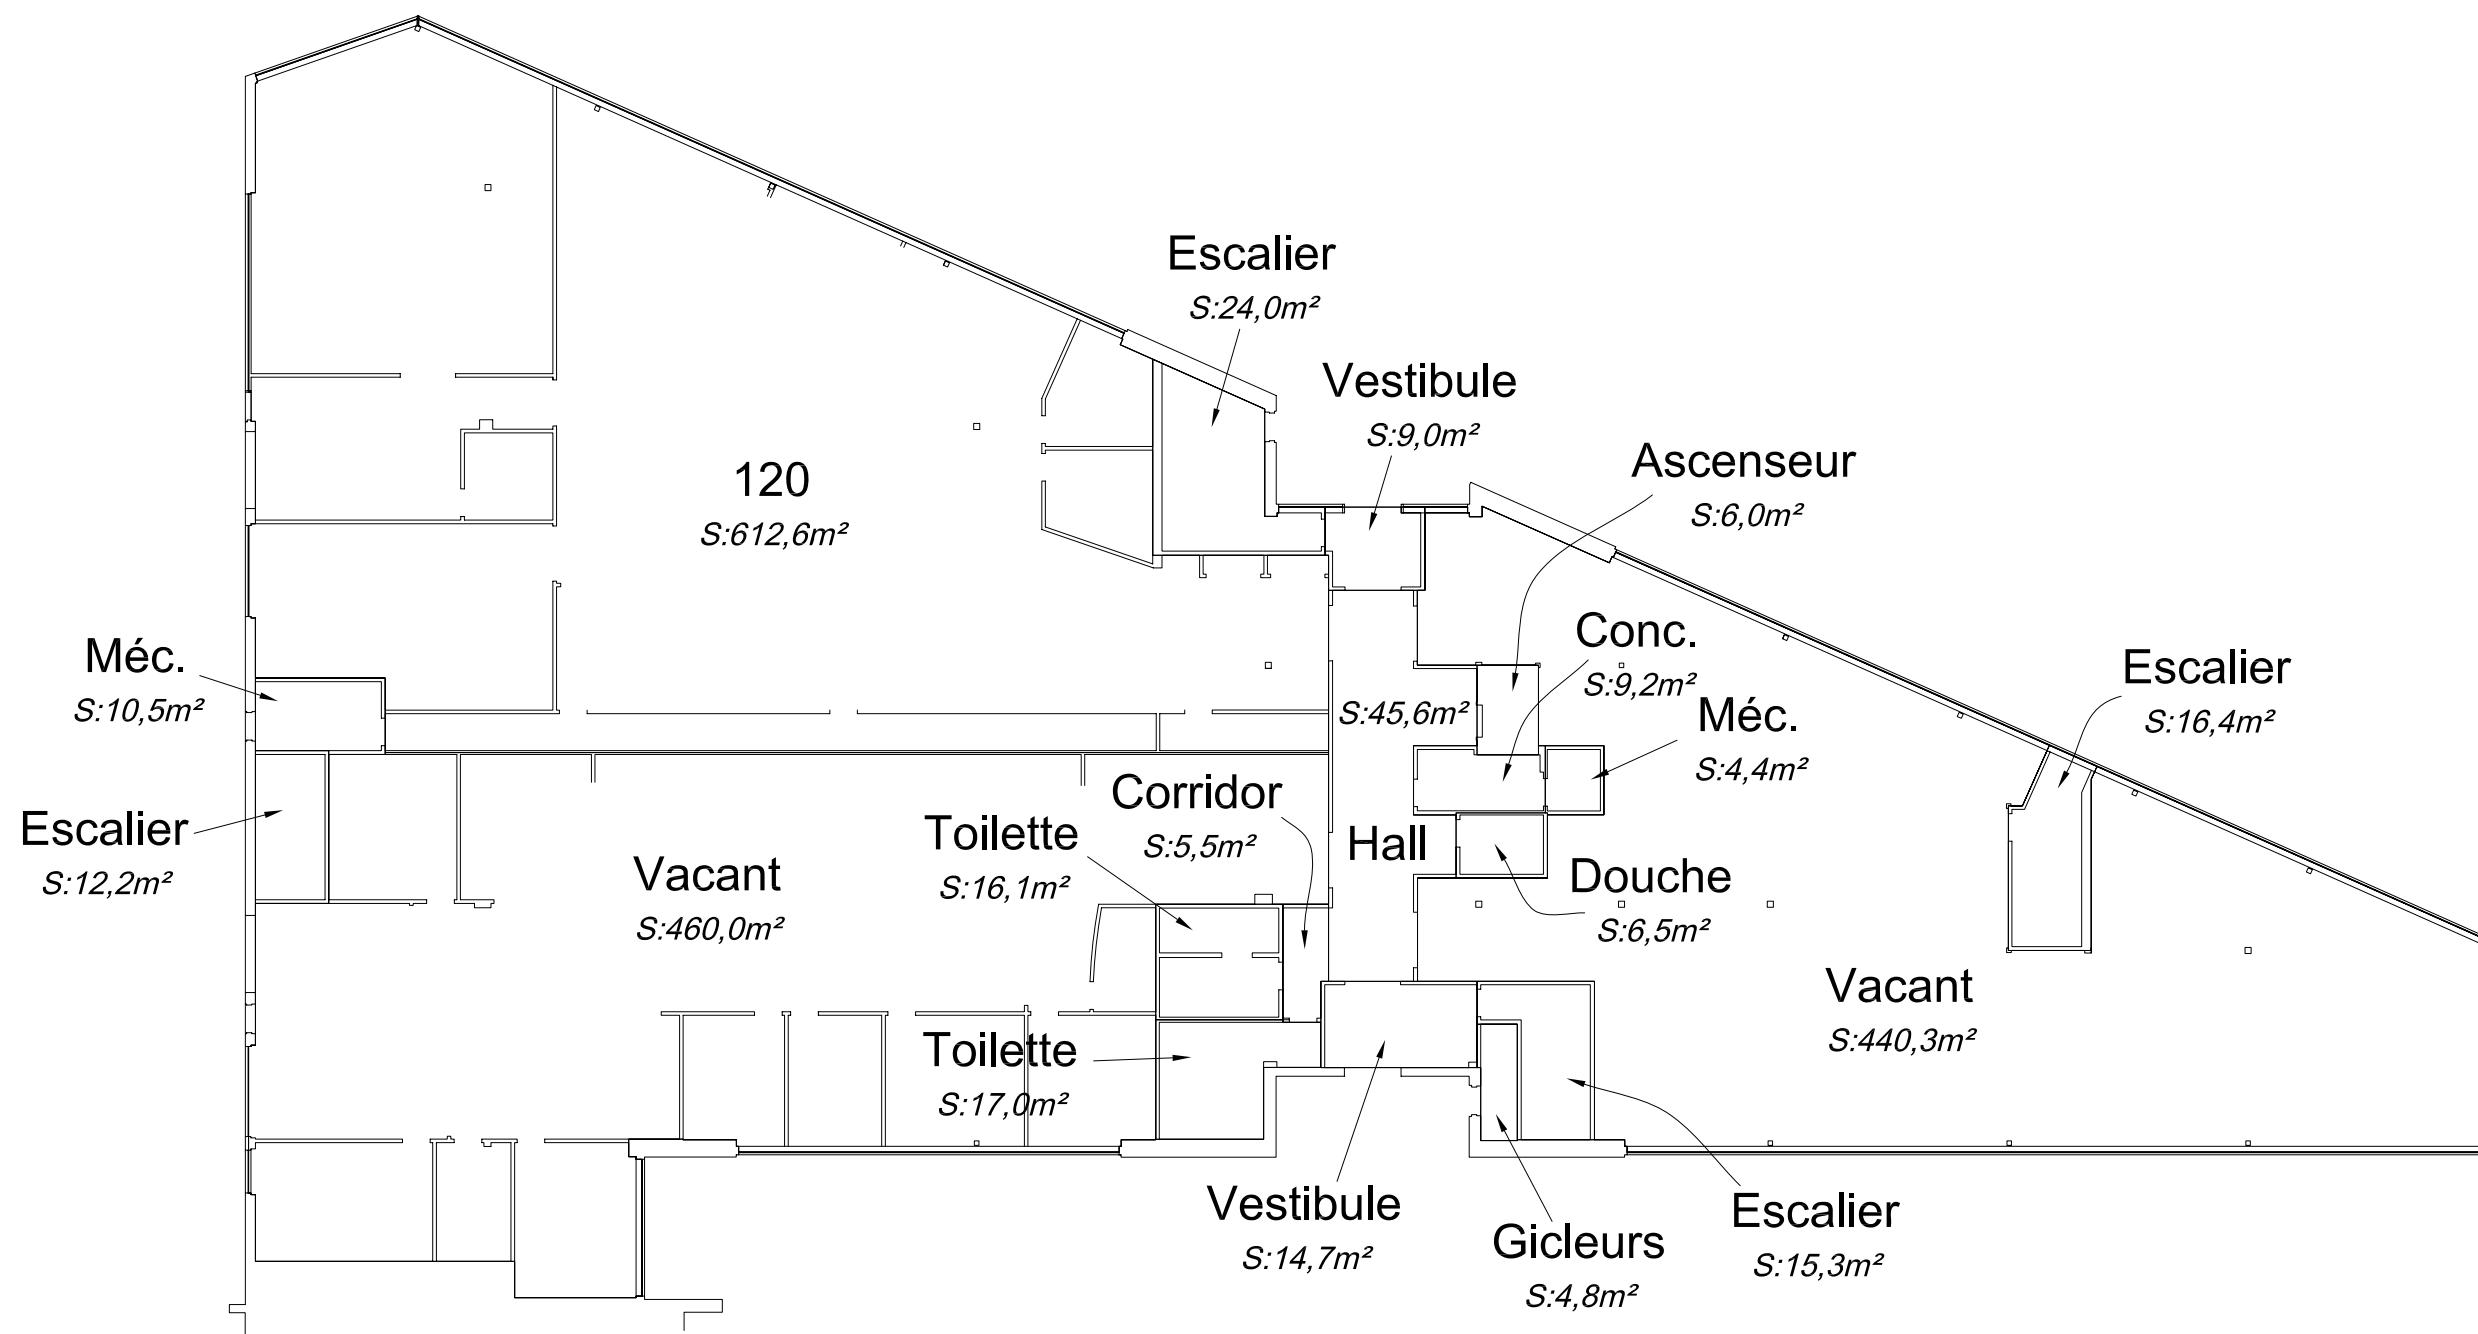 Escalier
S:24,0m²
Vestibule
S:9,0m²
Ascenseur
S:6,0m²
120
S:612,6m²
Conc.
S:9,2m²
Méc.
S:10,5m²
Escalier
S:16,4m²
S:45,6m²
Hall
Méc.
S:4,4m²
Corridor
S:5,5m²
Escalier
S:12,2m²
Vacant
S:460,0m²
Toilette
S:16,1m²
Douche
S:6,5m²
Vacant
S:440,3m²
Toilette
S:17,0m²
Vestibule
S:14,7m²
Gicleurs
S:4,8m²
Escalier
S:15,3m²